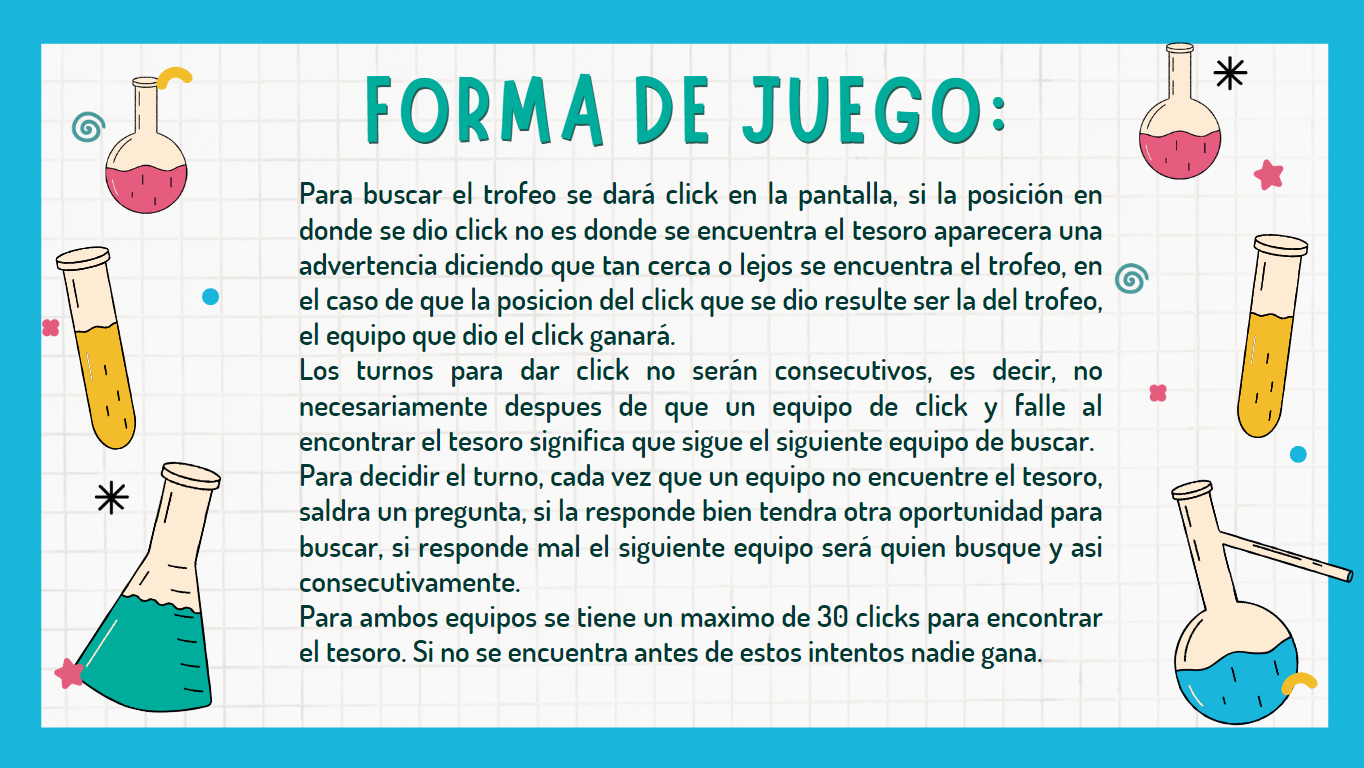 FORMA DE JUEGO:
Para buscar el trofeo se dará click en la pantalla, si la posición en
donde se dio click no es donde se encuentra el tesoro aparecera una
advertencia diciendo que tan cerca o lejos se encuentra el trofeo, en
el caso de que la posicion del click que se dio resulte ser la del trofeo,
el equipo que dio el click ganará.
Los turnos para dar click no serán consecutivos, es decir, no
necesariamente despues de que un equipo de click y falle al
encontrar el tesoro significa que sigue el siguiente equipo de buscar.
Para decidir el turno, cada vez que un equipo no encuentre el tesoro,
saldra un pregunta, si la responde bien tendra otra oportunidad para
buscar, si responde mal el siguiente equipo será quien busque y asi
consecutivamente.
Para ambos equipos se tiene un maximo de 30 clicks para encontrar
el tesoro. Si no se encuentra antes de estos intentos nadie gana.